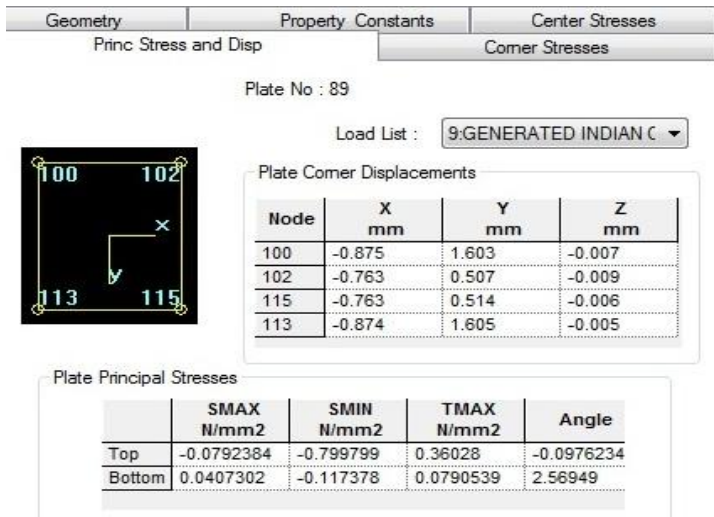 Geometry Property Constants Center Stresses
Princ Stress and Disp Corner Stresses
Plate No : 89
Load List : 9:GENERATED INDIAN C
100 102
x
y
113 115
Plate Corner Displacements
Node X mm Y mm Z mm
100 -0.875 1.603 -0.007
102 -0.763 0.507 -0.009
115 -0.763 0.514 -0.006
113 -0.874 1.605 -0.005
Plate Principal Stresses
SMAX N/mm2 SMIN N/mm2 TMAX N/mm2 Angle
Top -0.0792384 -0.799799 0.36028 -0.0976234
Bottom 0.0407302 -0.117378 0.0790539 2.56949